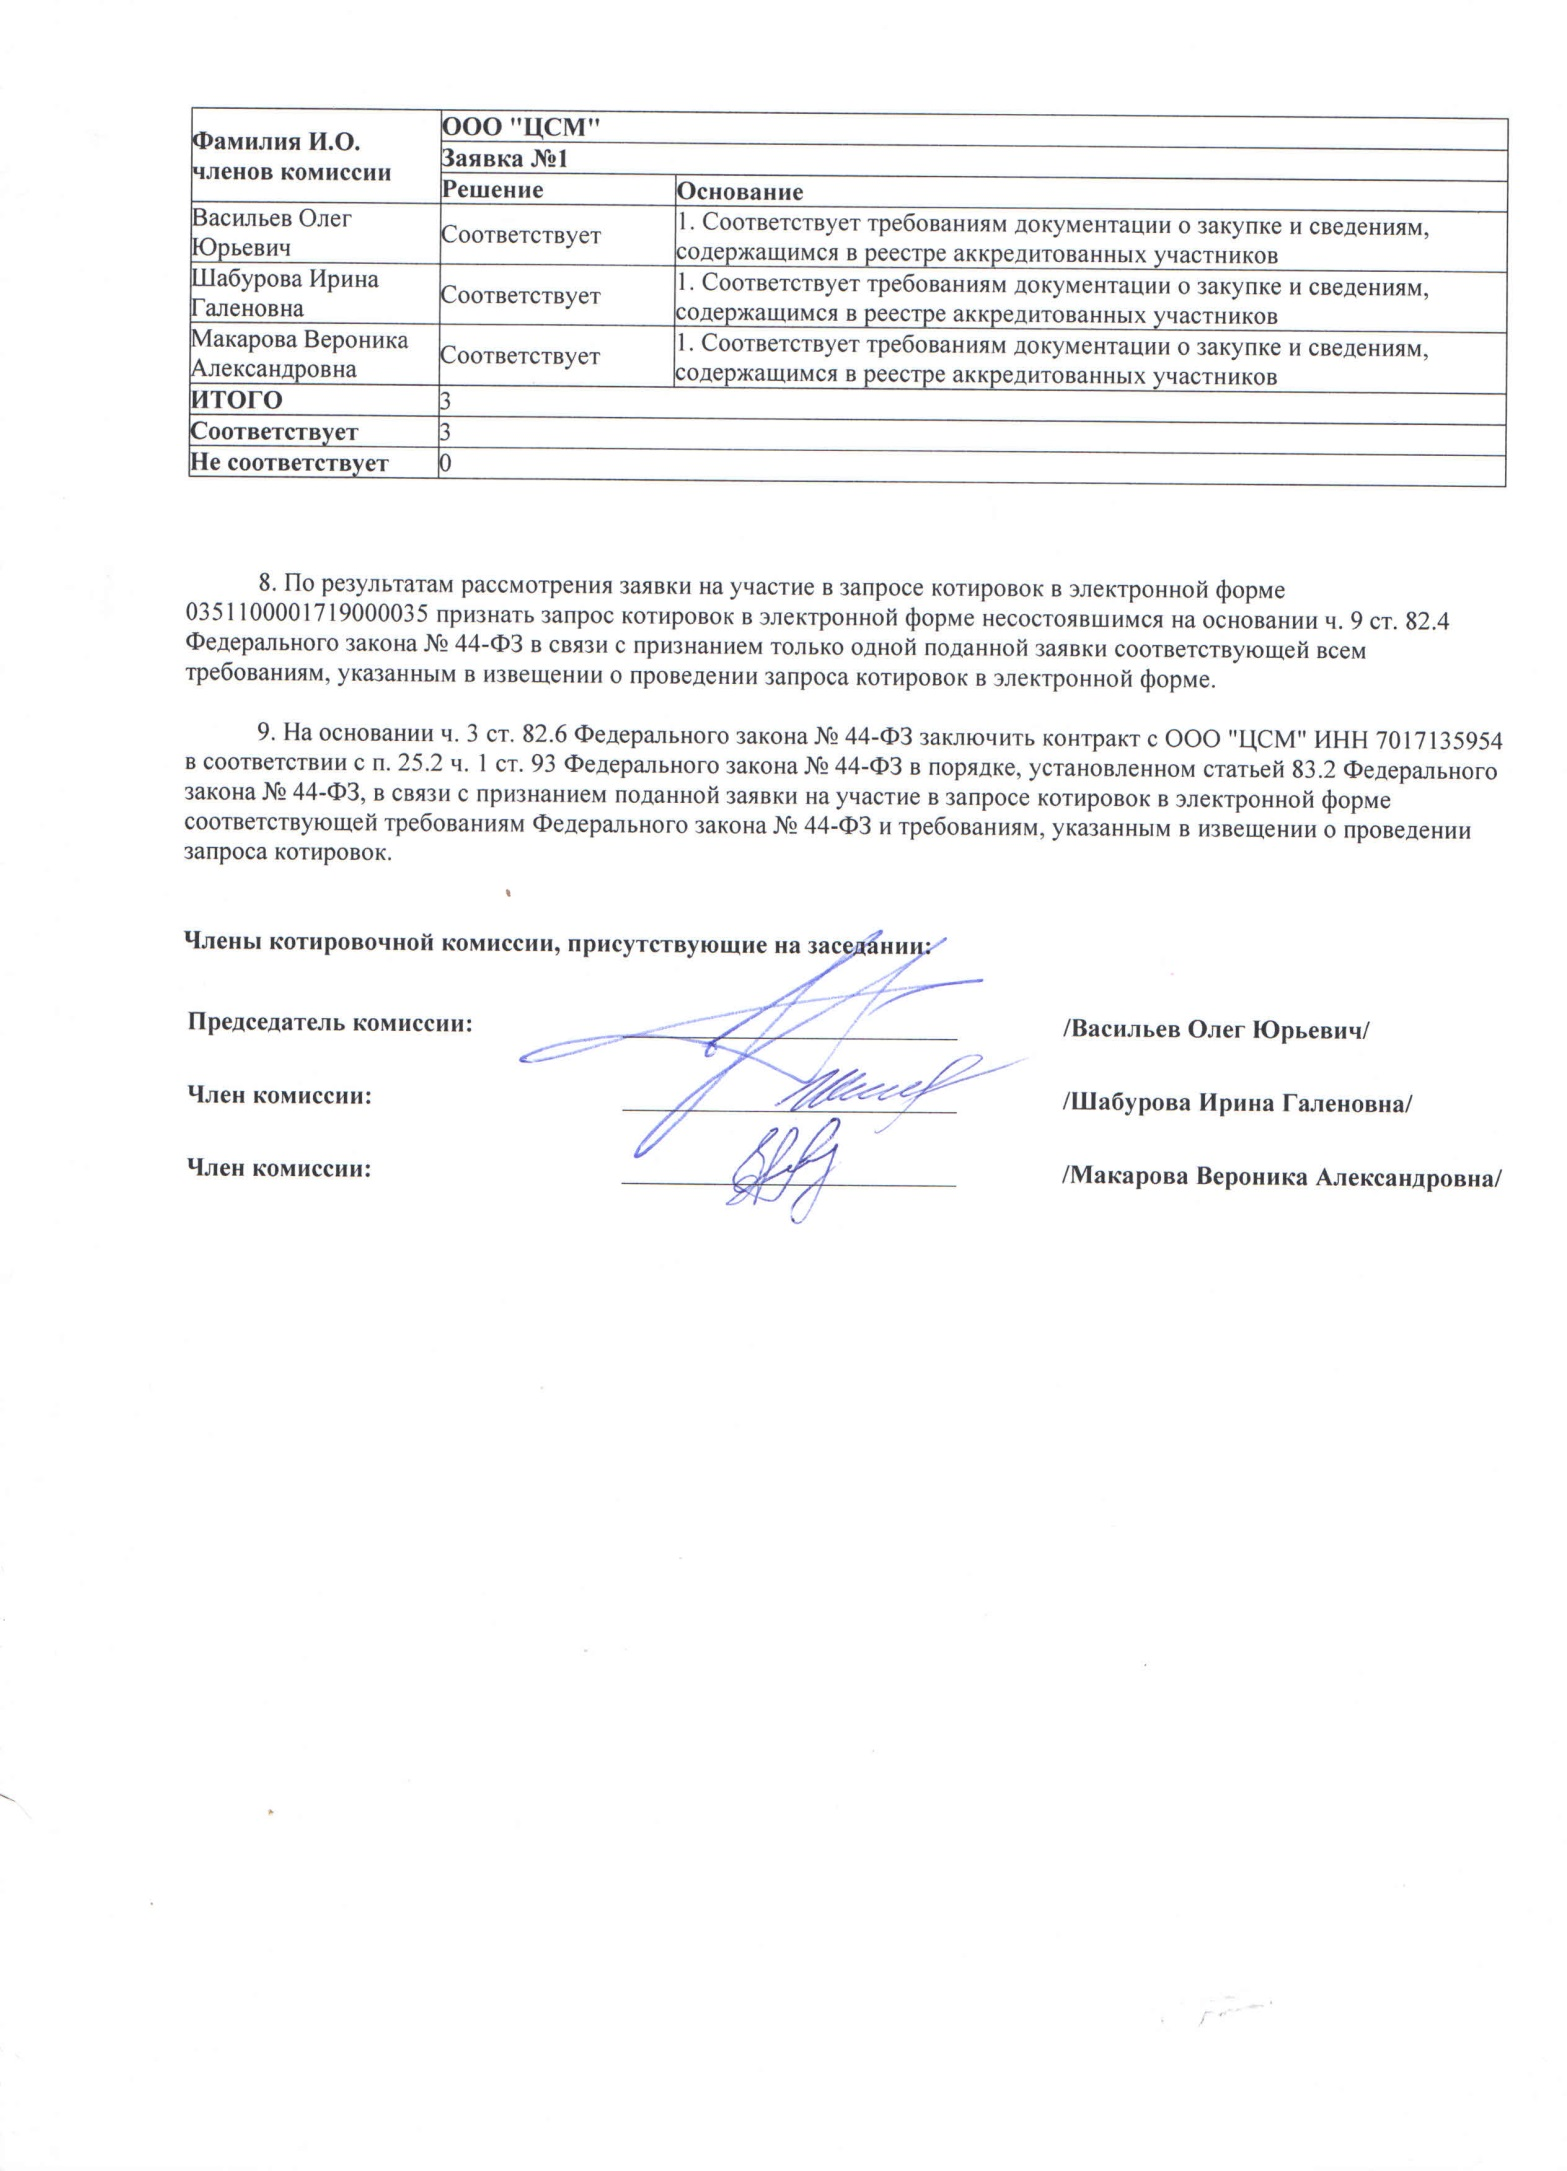 Фамилия И.О.
членов комиссии
ООО "ЦСМ"
Заявка №1
Решение
Основание
Васильев Олег
Юрьевич
Соответствует
1. Соответствует требованиям документации о закупке и сведениям,
содержащимся в реестре аккредитованных участников
Шабурова Ирина
Галеновна
Соответствует
1. Соответствует требованиям документации о закупке и сведениям,
содержащимся в реестре аккредитованных участников
Макарова Вероника
Александровна
Соответствует
1. Соответствует требованиям документации о закупке и сведениям,
содержащимся в реестре аккредитованных участников
ИТОГО
3
Соответствует
3
Не соответствует
0
8. По результатам рассмотрения заявки на участие в запросе котировок в электронной форме
0351100001719000035 признать запрос котировок в электронной форме несостоявшимся на основании ч. 9 ст. 82.4
Федерального закона № 44-ФЗ в связи с признанием только одной поданной заявки соответствующей всем
требованиям, указанным в извещении о проведении запроса котировок в электронной форме.
9. На основании ч. 3 ст. 82.6 Федерального закона № 44-ФЗ заключить контракт с ООО "ЦСМ" ИНН 7017135954
в соответствии с п. 25.2 ч. 1 ст. 93 Федерального закона № 44-ФЗ в порядке, установленном статьей 83.2 Федерального
закона № 44-ФЗ, в связи с признанием поданной заявки на участие в запросе котировок в электронной форме
соответствующей требованиям Федерального закона № 44-ФЗ и требованиям, указанным в извещении о проведении
запроса котировок.
Члены котировочной комиссии, присутствующие на заседании:
Председатель комиссии:
/Васильев Олег Юрьевич/
Член комиссии:
/Шабурова Ирина Галеновна/
Член комиссии:
/Макарова Вероника Александровна/